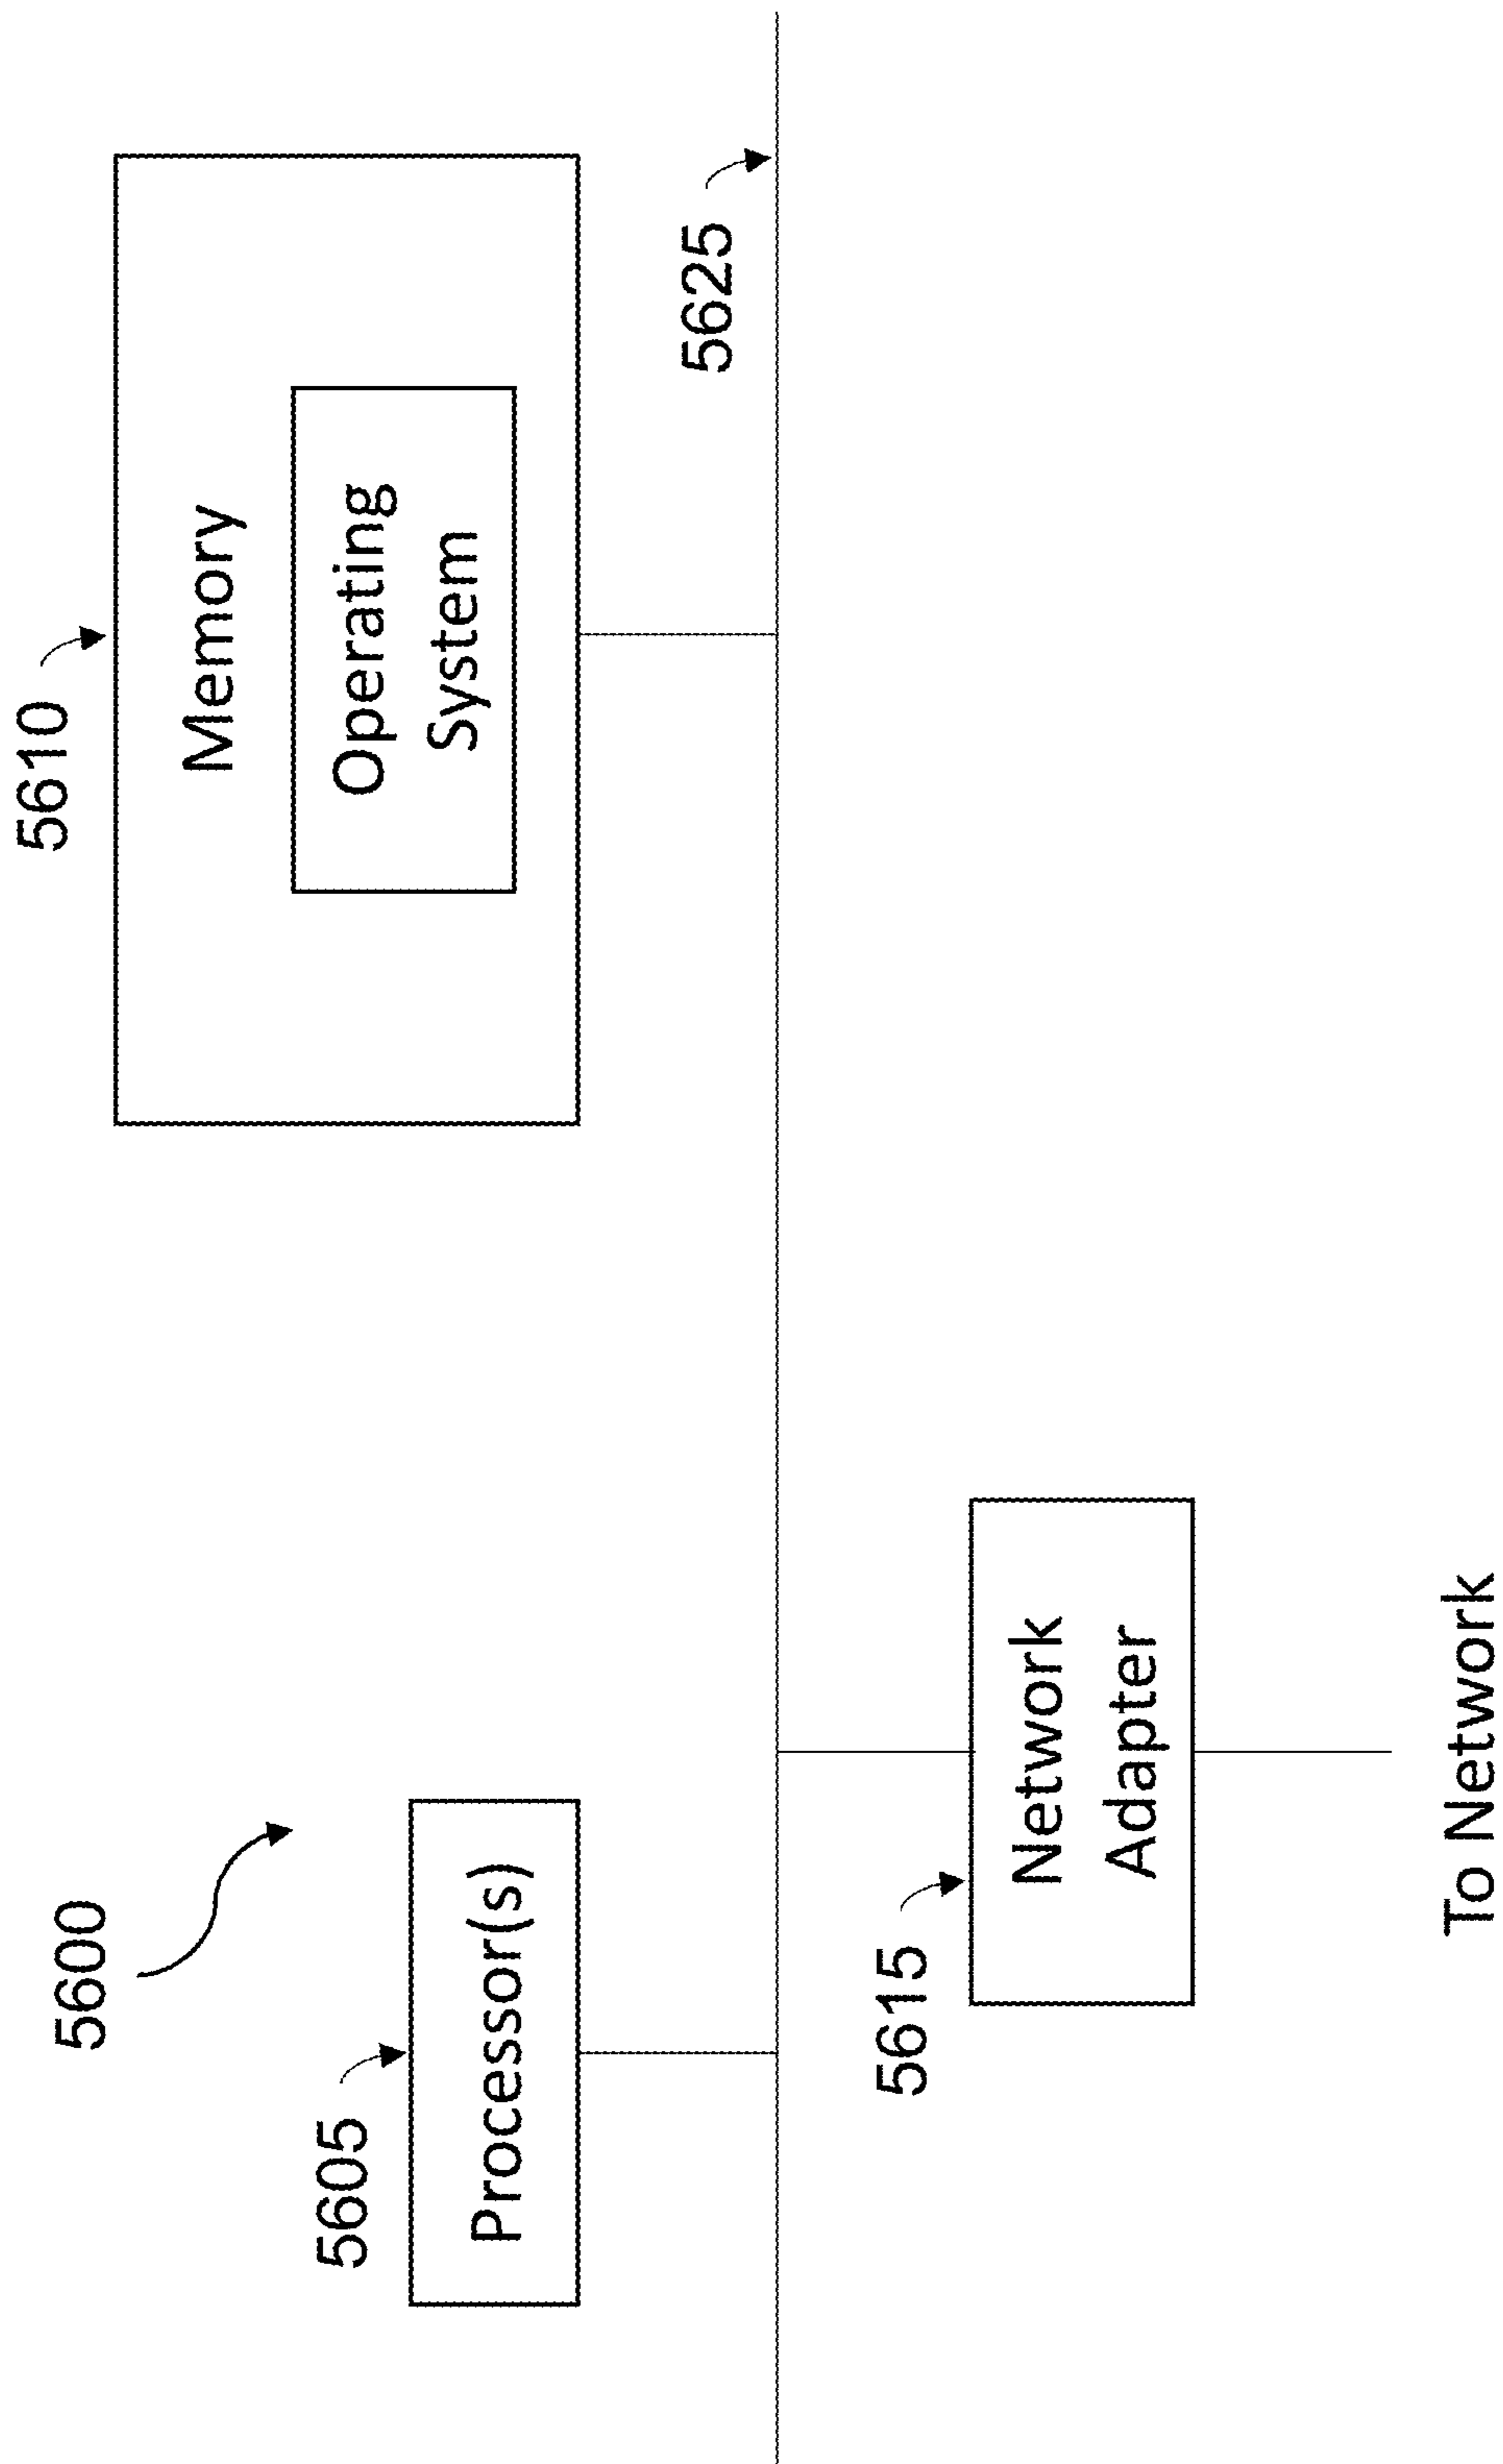 5600
5610
5605
Processor(s)
Memory
Operating
System
5625
5615
Network
Adapter
To Network